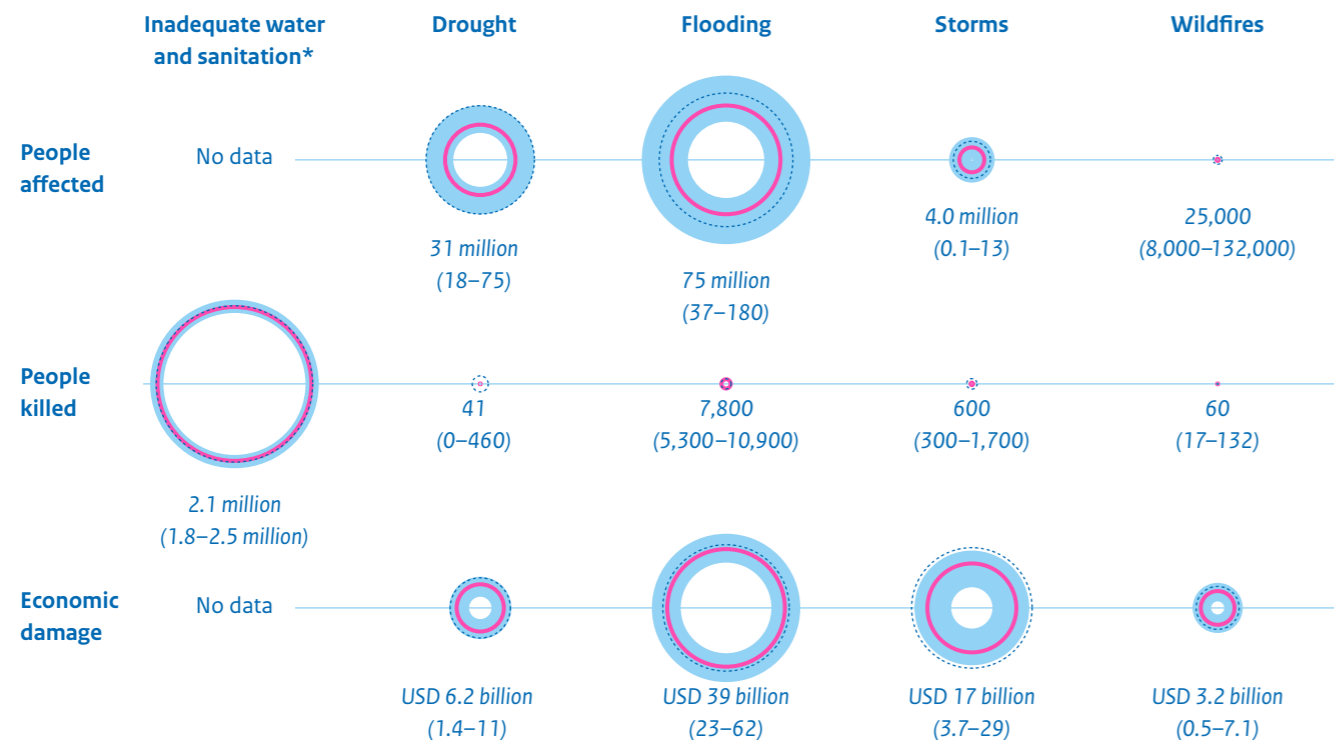 Inadequate water
and sanitation*
Drought
Flooding
Storms
Wildfires
People
affected
No data
31 million
(18–75)
75 million
(37–180)
4.0 million
(0.1–13)
25,000
(8,000–132,000)
People
killed
2.1 million
(1.8–2.5 million)
41
(0–460)
7,800
(5,300–10,900)
600
(300–1,700)
60
(17–132)
Economic
damage
No data
USD 6.2 billion
(1.4–11)
USD 39 billion
(23–62)
USD 17 billion
(3.7–29)
USD 3.2 billion
(0.5–7.1)